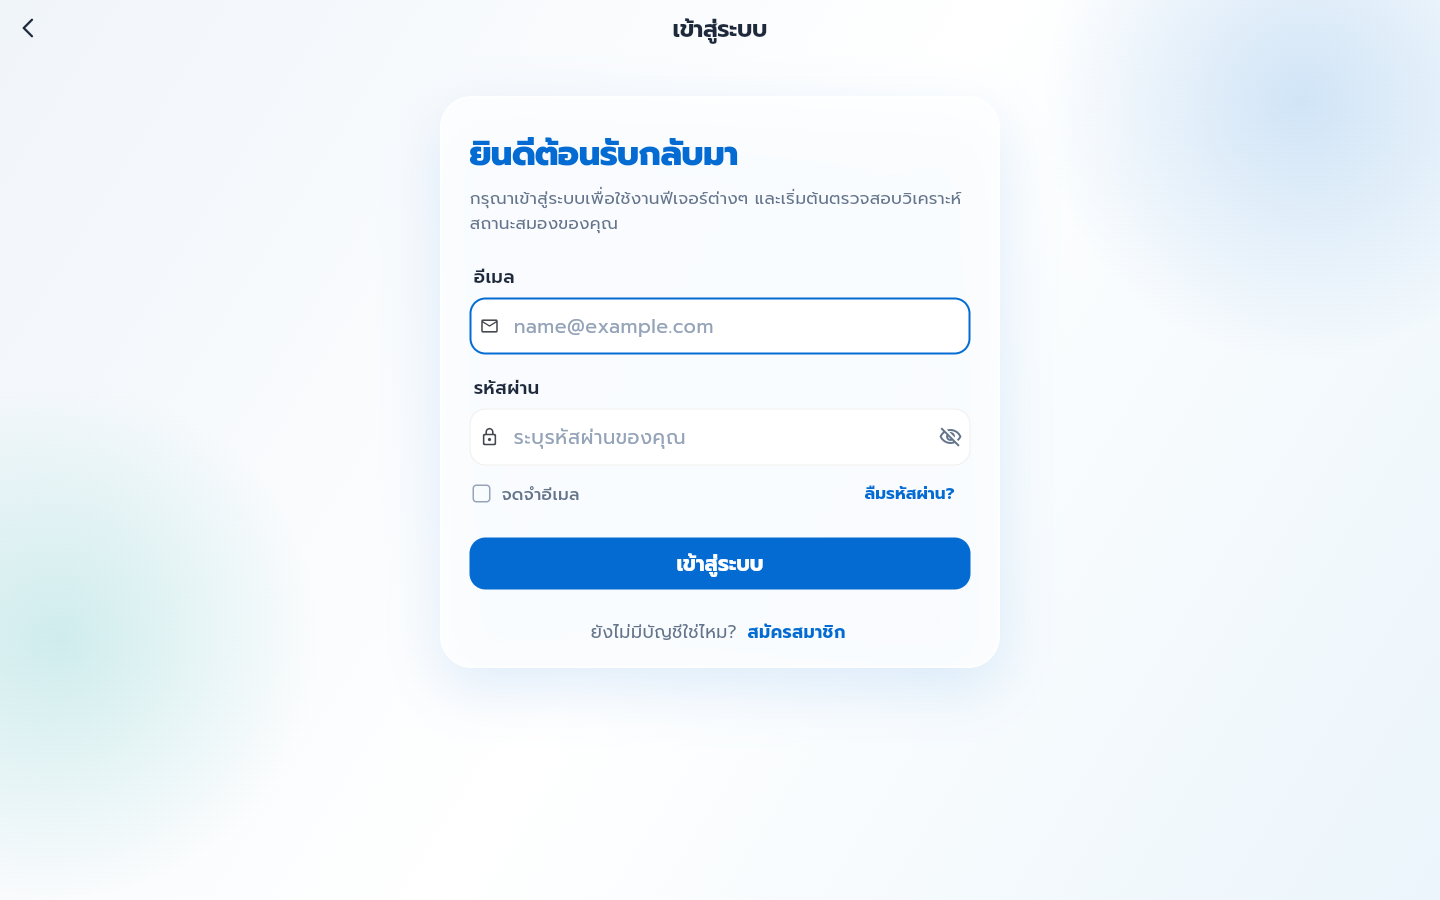 เข้าสู่ระบบ
ยินดีต้อนรับกลับมา
กรุณาเข้าสู่ระบบเพื่อใช้งานฟีเจอร์ต่างๆ และเริ่มต้นตรวจสอบวิเคราะห์
สถานะสมองของคุณ
อีเมล
name@example.com
รหัสผ่าน
ระบุรหัสผ่านของคุณ
จดจำอีเมล
ลืมรหัสผ่าน?
เข้าสู่ระบบ
ยังไม่มีบัญชีใช่ไหม? สมัครสมาชิก